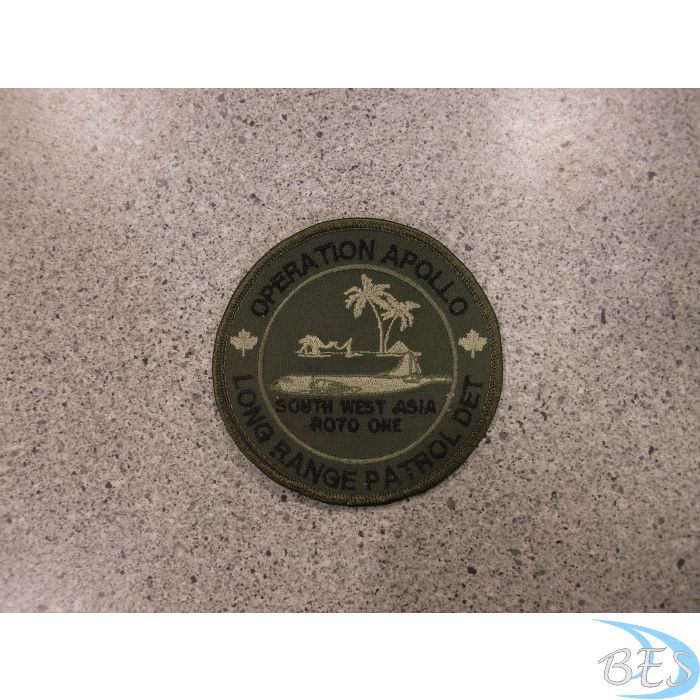 OPERATION APOLLO
SOUTH WEST ASIA
ROTO ONE
LONG RANGE PATROL DET
BES